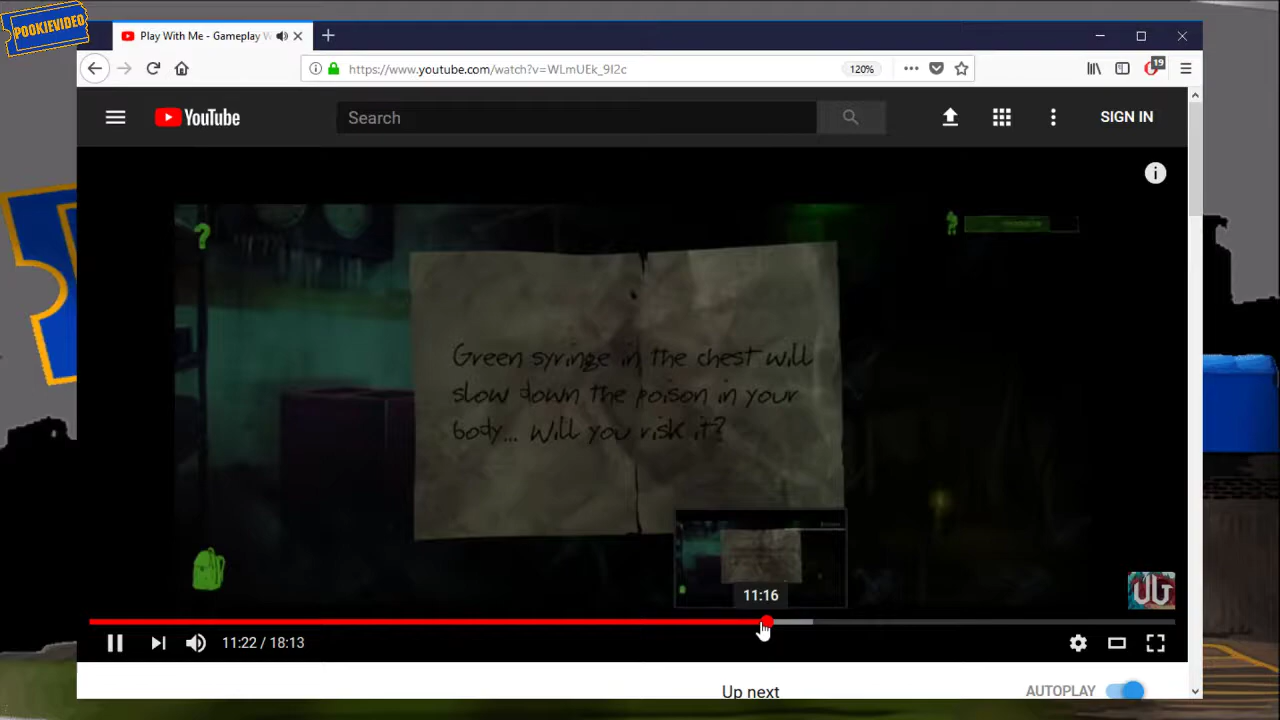 POOKIEVIDEO
Play With Me - Gameplay W
https://www.youtube.com/watch?v=WLmUEk_9I2c
120%
19
YouTube
Search
SIGN IN
Green syringe in the chest will
slow down the poison in your
body... Will you risk it?
11:16
11:22 / 18:13
UG
Up next
AUTOPLAY